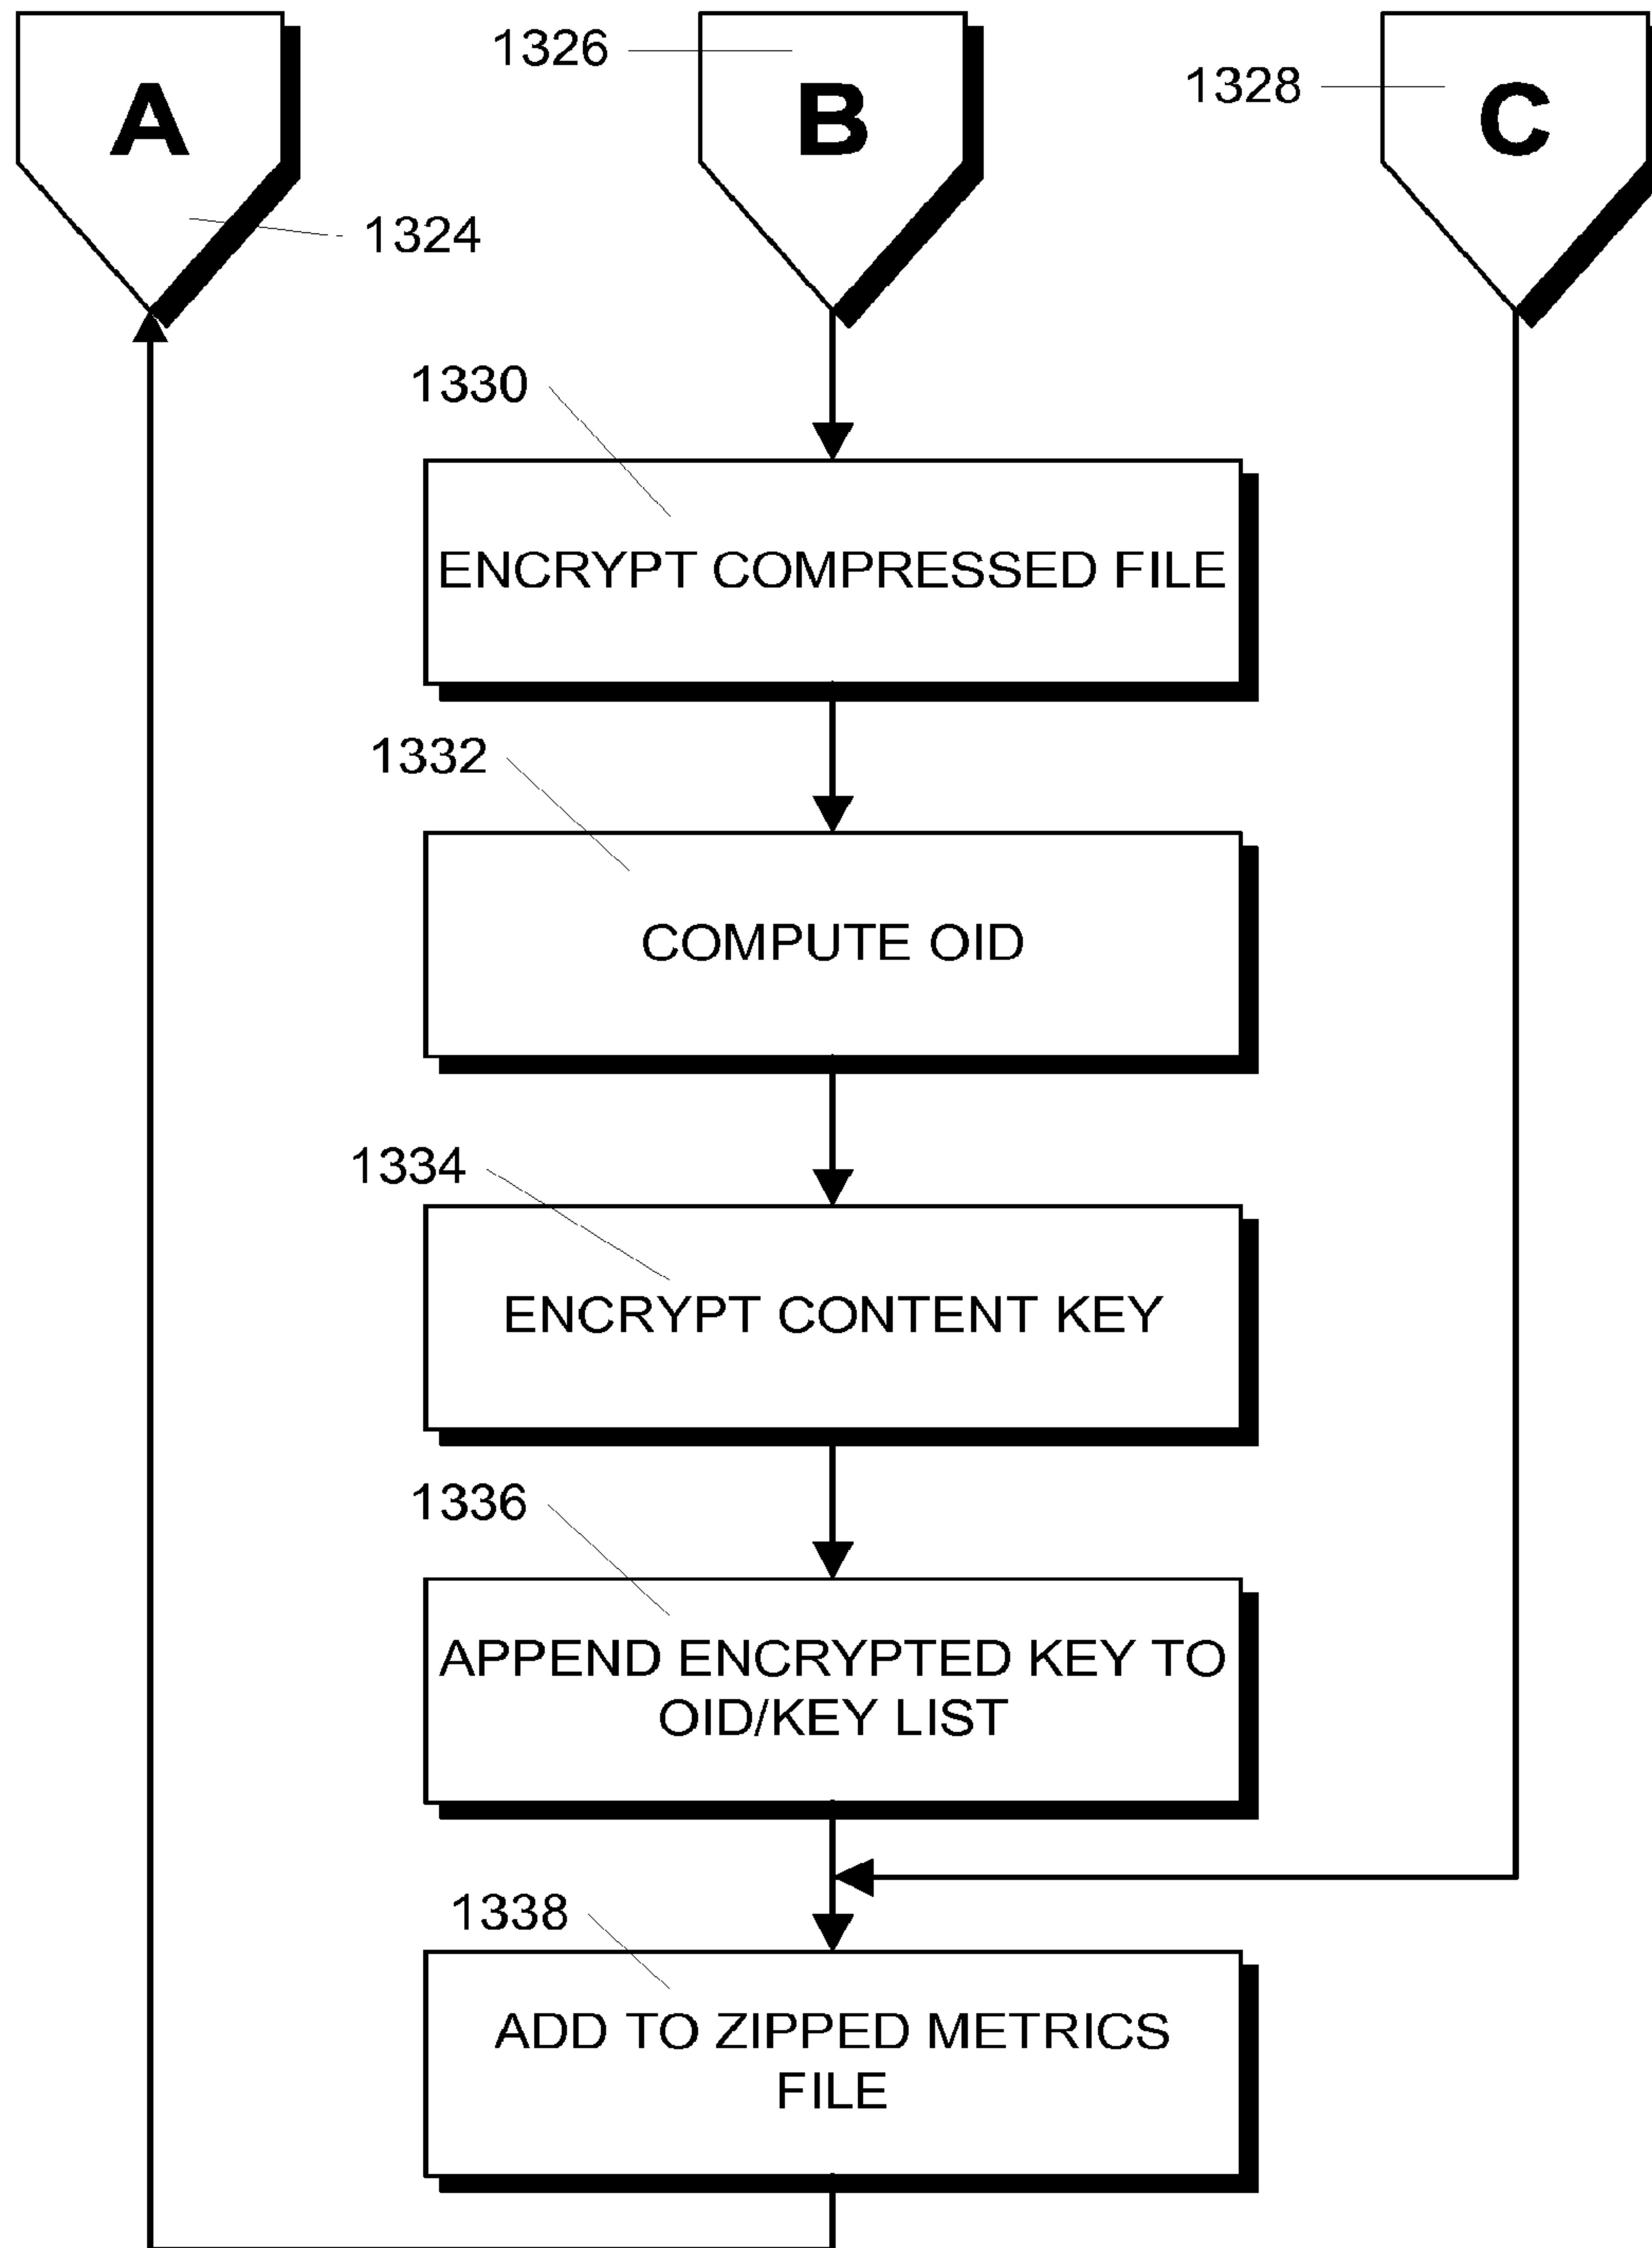 A
1326
B
1328
C
1324
1330
ENCRYPT COMPRESSED FILE
1332
COMPUTE OID
1334
ENCRYPT CONTENT KEY
1336
APPEND ENCRYPTED KEY TO
OID/KEY LIST
1338
ADD TO ZIPPED METRICS
FILE